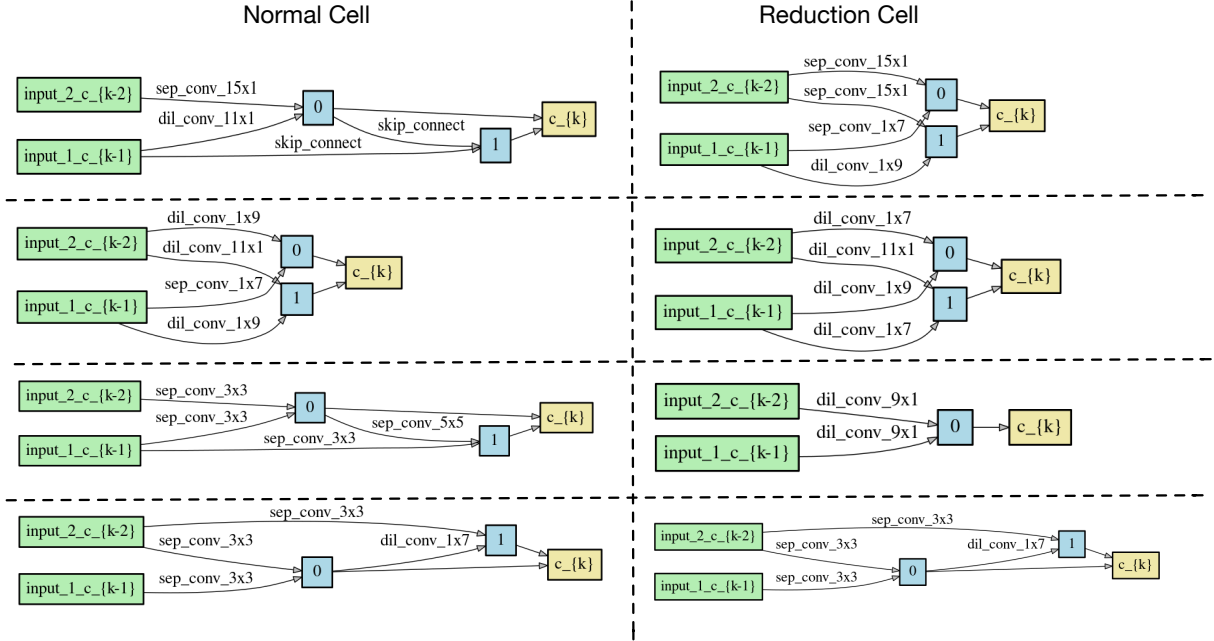 Normal Cell
Reduction Cell
input_2_c_{k-2}
sep_conv_15x1
0
dil_conv_11x1
skip_connect
c_{k}
input_1_c_{k-1}
skip_connect
1
sep_conv_15x1
input_2_c_{k-2}
sep_conv_15x1
0
c_{k}
sep_conv_1x7
1
input_1_c_{k-1}
dil_conv_1x9
dil_conv_1x9
input_2_c_{k-2}
dil_conv_11x1
0
c_{k}
sep_conv_1x7
1
input_1_c_{k-1}
dil_conv_1x9
dil_conv_1x7
input_2_c_{k-2}
dil_conv_11x1
0
c_{k}
dil_conv_1x9
1
input_1_c_{k-1}
dil_conv_1x7
input_2_c_{k-2}
sep_conv_3x3
0
sep_conv_3x3
sep_conv_5x5
c_{k}
input_1_c_{k-1}
sep_conv_3x3
1
input_2_c_{k-2}
dil_conv_9x1
0
c_{k}
dil_conv_9x1
input_1_c_{k-1}
sep_conv_3x3
input_2_c_{k-2}
sep_conv_3x3
dil_conv_1x7
1
0
c_{k}
input_1_c_{k-1}
sep_conv_3x3
sep_conv_3x3
input_2_c_{k-2}
sep_conv_3x3
dil_conv_1x7
1
0
c_{k}
input_1_c_{k-1}
sep_conv_3x3